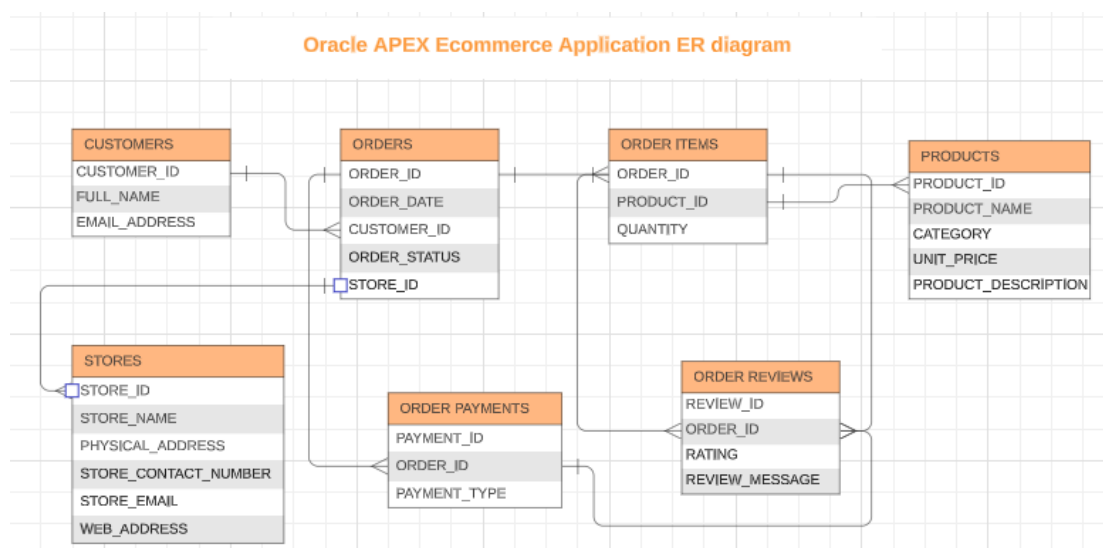 Oracle APEX Ecommerce Application ER diagram
CUSTOMERS
CUSTOMER_ID
FULL_NAME
EMAIL_ADDRESS
ORDERS
ORDER_ID
ORDER_DATE
CUSTOMER_ID
ORDER_STATUS
STORE_ID
ORDER ITEMS
ORDER_ID
PRODUCT_ID
QUANTITY
PRODUCTS
PRODUCT_ID
PRODUCT_NAME
CATEGORY
UNIT_PRICE
PRODUCT_DESCRIPTION
STORES
STORE_ID
STORE_NAME
PHYSICAL_ADDRESS
STORE_CONTACT_NUMBER
STORE_EMAIL
WEB_ADDRESS
ORDER PAYMENTS
PAYMENT_ID
ORDER_ID
PAYMENT_TYPE
ORDER REVIEWS
REVIEW_ID
ORDER_ID
RATING
REVIEW_MESSAGE